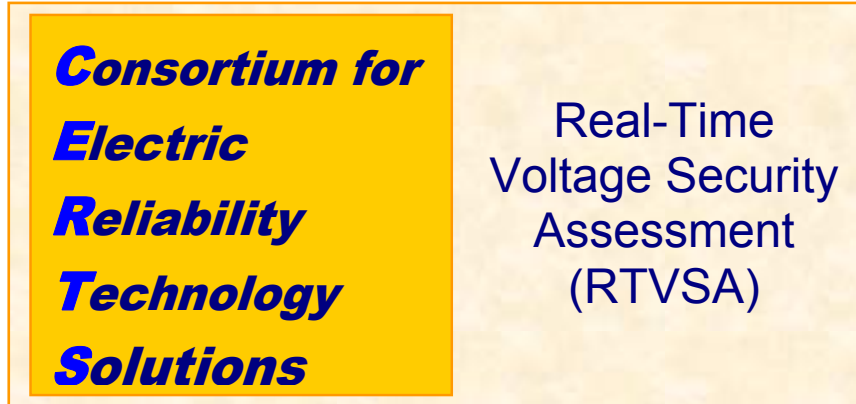 Consortium for
Electric
Reliability
Technology
Solutions
Real-Time
Voltage Security
Assessment
(RTVSA)